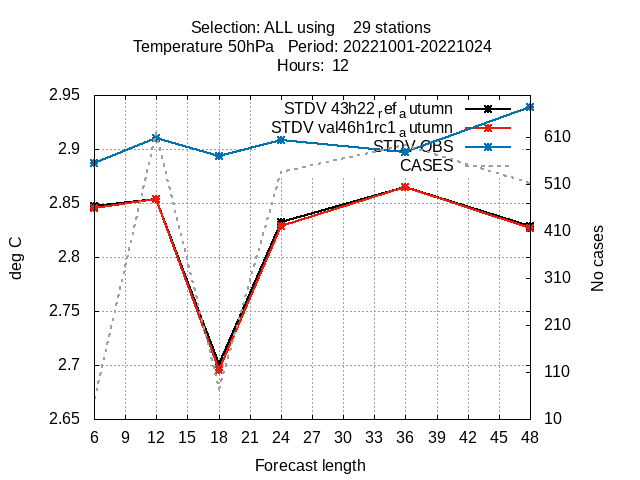 Selection: ALL using 29 stations
Temperature 50hPa Period: 20221001-20221024
Hours: 12
2.95
2.9
2.85
2.8
2.75
2.7
2.65
deg C
STDV 43h22ref_autumn
STDV val46h1rc1autumn
STDV OBS
CASES
610
510
410
310
210
110
10
No cases
6 9 12 15 18 21 24 27 30 33 36 39 42 45 48
Forecast length